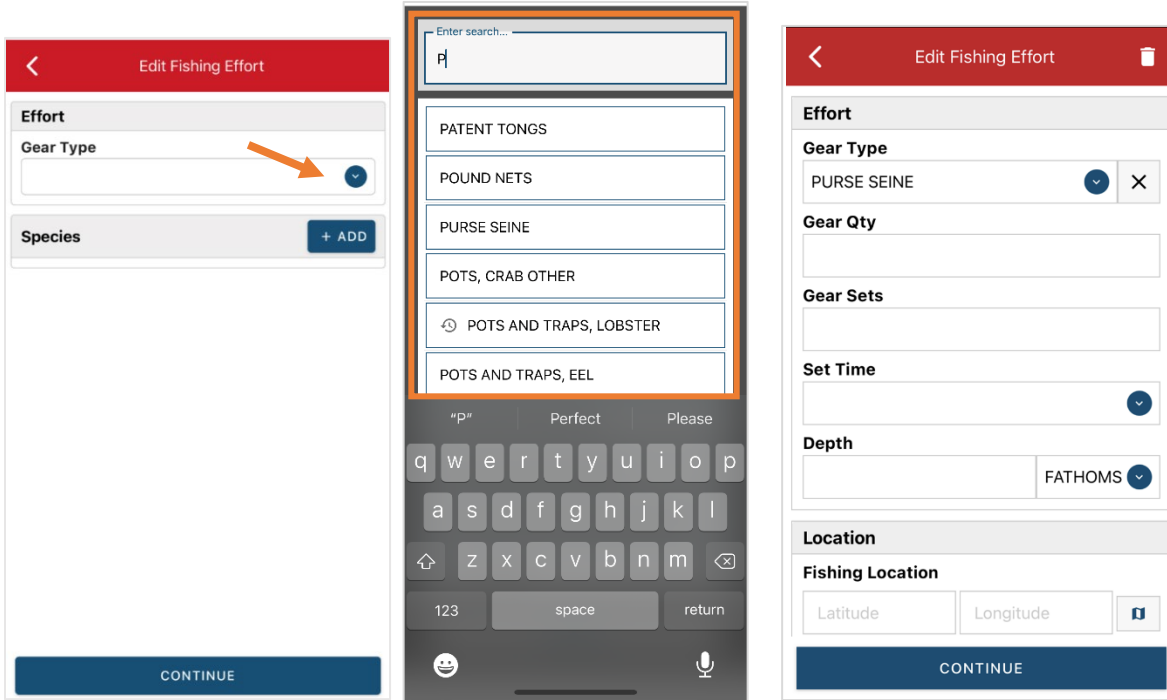 Edit Fishing Effort
Effort
Gear Type
Species
+ ADD
CONTINUE
Enter search...
P
PATENT TONGS
POUND NETS
PURSE SEINE
POTS, CRAB OTHER
POTS AND TRAPS, LOBSTER
POTS AND TRAPS, EEL
“P” Perfect Please
q w e r t y u i o p
a s d f g h j k l
z x c v b n m
123 space return
Edit Fishing Effort
Effort
Gear Type
PURSE SEINE
Gear Qty
Gear Sets
Set Time
Depth
FATHOMS
Location
Fishing Location
Latitude Longitude
CONTINUE